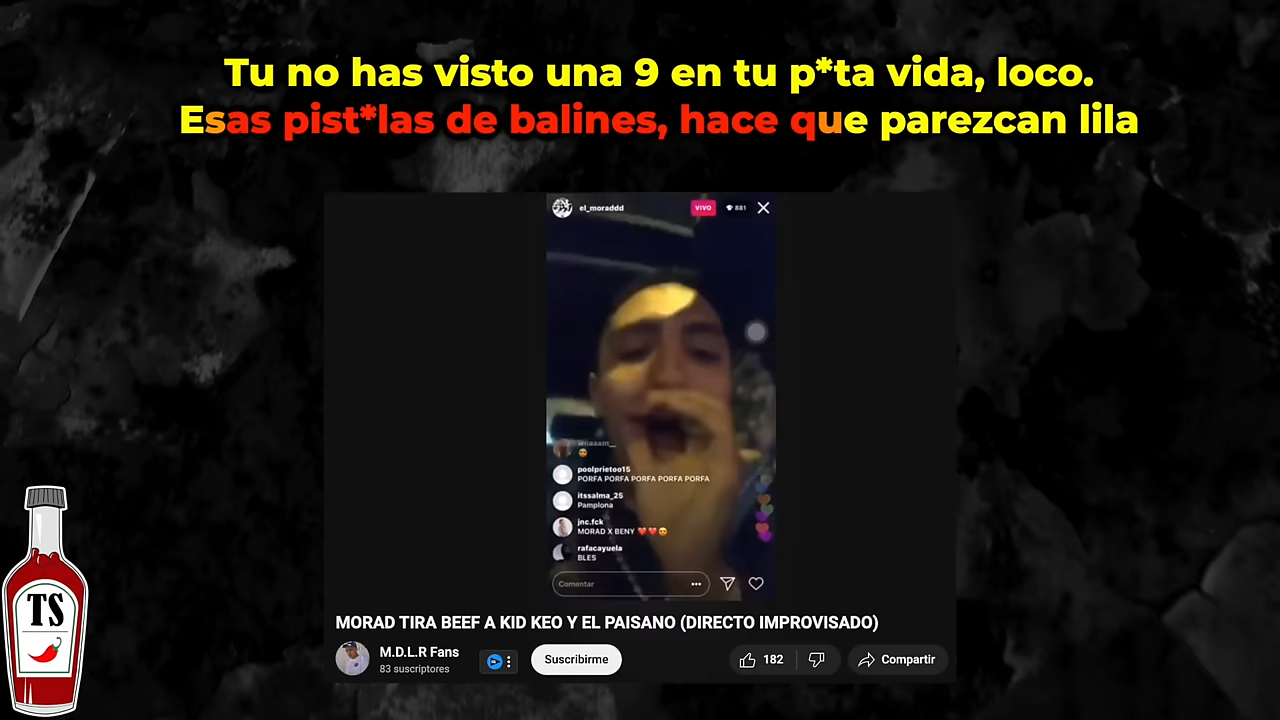 Tu no has visto una 9 en tu p*ta vida, loco.
Esas pist*las de balines, hace que parezcan lila
el_moraddd
VIVO
881
poolprietoo15
PORFA PORFA PORFA PORFA PORFA
itssalma_25
Pamplona
jnc.fck
MORAD X BENY ❤️❤️😍
rafacayuela
BLES
Comentar
MORAD TIRA BEEF A KID KEO Y EL PAISANO (DIRECTO IMPROVISADO)
M.D.L.R Fans
83 suscriptores
Suscribirme
182
Compartir
TS